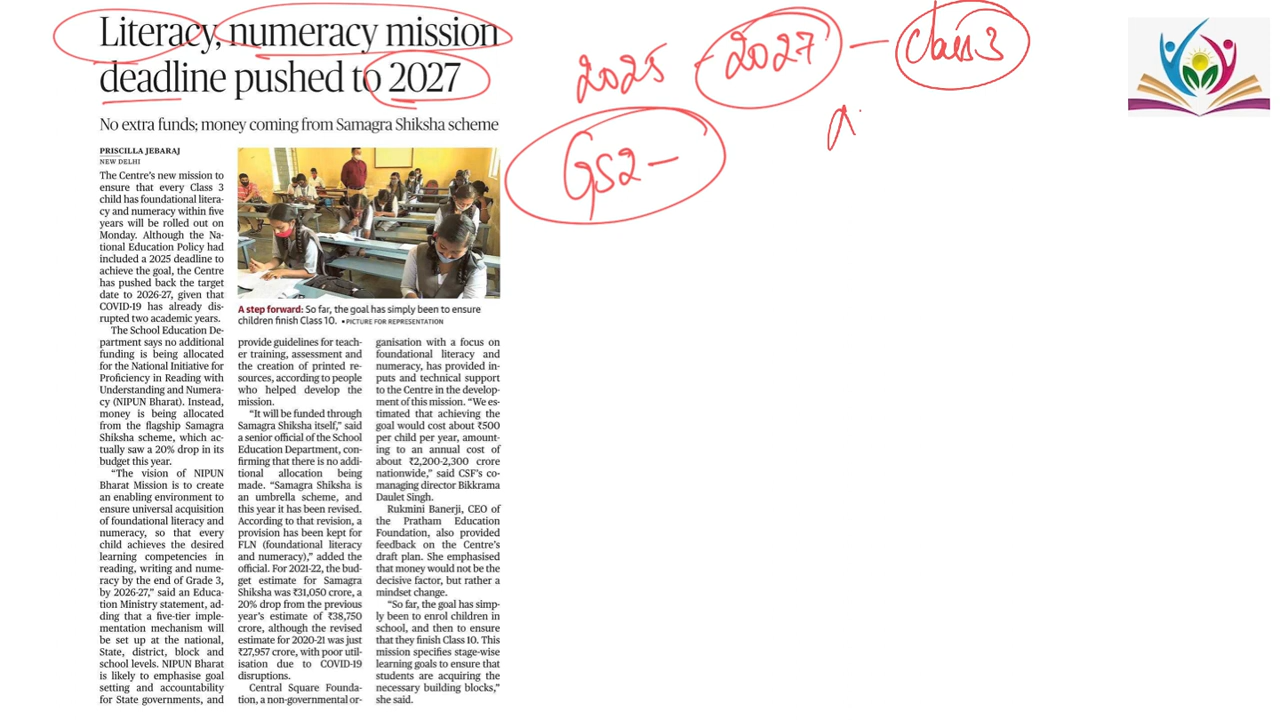 Literacy, numeracy mission
deadline pushed to 2027
No extra funds; money coming from Samagra Shiksha scheme
2025 - 2027 - class 3
GS2 -
PRISCILLA JEBARAJ
NEW DELHI
The Centre's new mission to
ensure that every Class 3
child has foundational litera-
cy and numeracy within five
years will be rolled out on
Monday. Although the Na-
tional Education Policy had
included a 2025 deadline to
achieve the goal, the Centre
has pushed back the target
date to 2026-27, given that
COVID-19 has already dis-
rupted two academic years.
The School Education De-
partment says no additional
funding is being allocated
for the National Initiative for
Proficiency in Reading with
Understanding and Numera-
cy (NIPUN Bharat). Instead,
money is being allocated
from the flagship Samagra
Shiksha scheme, which ac-
tually saw a 20% drop in its
budget this year.
"The vision of NIPUN
Bharat Mission is to create
an enabling environment to
ensure universal acquisition
of foundational literacy and
numeracy, so that every
child achieves the desired
learning competencies in
reading, writing and nume-
racy by the end of Grade 3,
by 2026-27," said an Educa-
tion Ministry statement, ad-
ding that a five-tier imple-
mentation mechanism will
be set up at the national,
State, district, block and
school levels. NIPUN Bharat
is likely to emphasise goal
setting and accountability
for State governments, and
A step forward: So far, the goal has simply been to ensure
children finish Class 10. •PICTURE FOR REPRESENTATION
provide guidelines for teach-
er training, assessment and
the creation of printed re-
sources, according to people
who helped develop the
mission.
"It will be funded through
Samagra Shiksha itself," said
a senior official of the School
Education Department, con-
firming that there is no addi-
tional allocation being
made. "Samagra Shiksha is
an umbrella scheme, and
this year it has been revised.
According to that revision, a
provision has been kept for
FLN (foundational literacy
and numeracy)," added the
official. For 2021-22, the bud-
get estimate for Samagra
Shiksha was ₹31,050 crore, a
20% drop from the previous
year's estimate of ₹38,750
crore, although the revised
estimate for 2020-21 was just
₹27,957 crore, with poor util-
isation due to COVID-19
disruptions.
Central Square Founda-
tion, a non-governmental or-
ganisation with a focus on
foundational literacy and
numeracy, has provided in-
puts and technical support
to the Centre in the develop-
ment of this mission. "We es-
timated that achieving the
goal would cost about ₹500
per child per year, amount-
ing to an annual cost of
about ₹2,200-2,300 crore
nationwide," said CSF's co-
managing director Bikkrama
Daulet Singh.
Rukmini Banerji, CEO of
the Pratham Education
Foundation, also provided
feedback on the Centre's
draft plan. She emphasised
that money would not be the
decisive factor, but rather a
mindset change.
"So far, the goal has simp-
ly been to enrol children in
school, and then to ensure
that they finish Class 10. This
mission specifies stage-wise
learning goals to ensure that
students are acquiring the
necessary building blocks,"
she said.